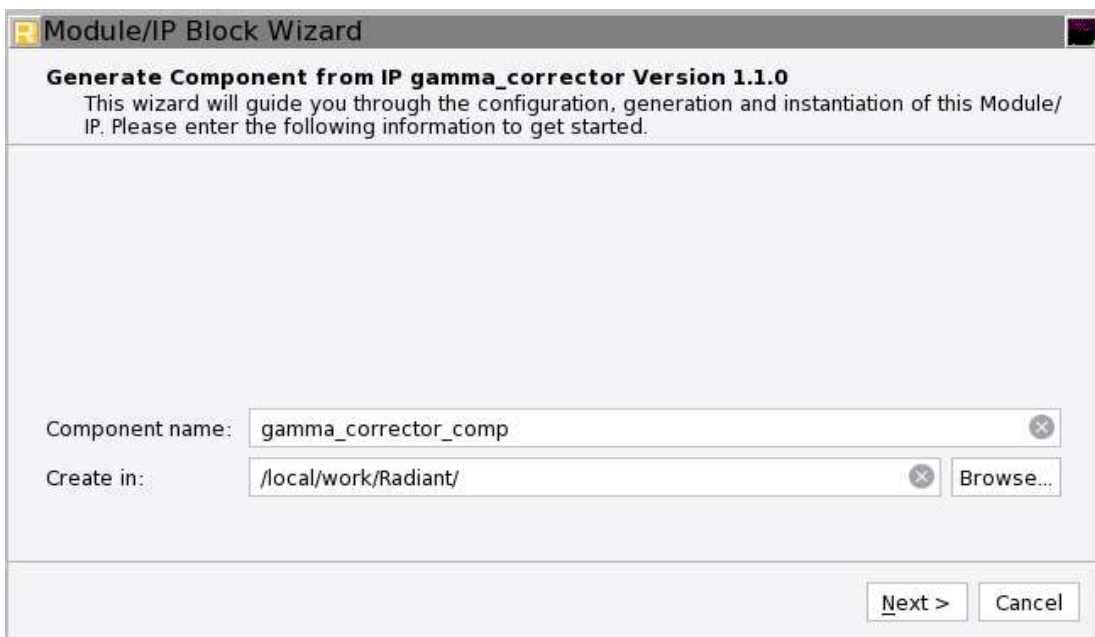 R Module/IP Block Wizard
Generate Component from IP gamma_corrector Version 1.1.0
This wizard will guide you through the configuration, generation and instantiation of this Module/
IP. Please enter the following information to get started.
Component name: gamma_corrector_comp
Create in: /local/work/Radiant/ Browse...
Next > Cancel